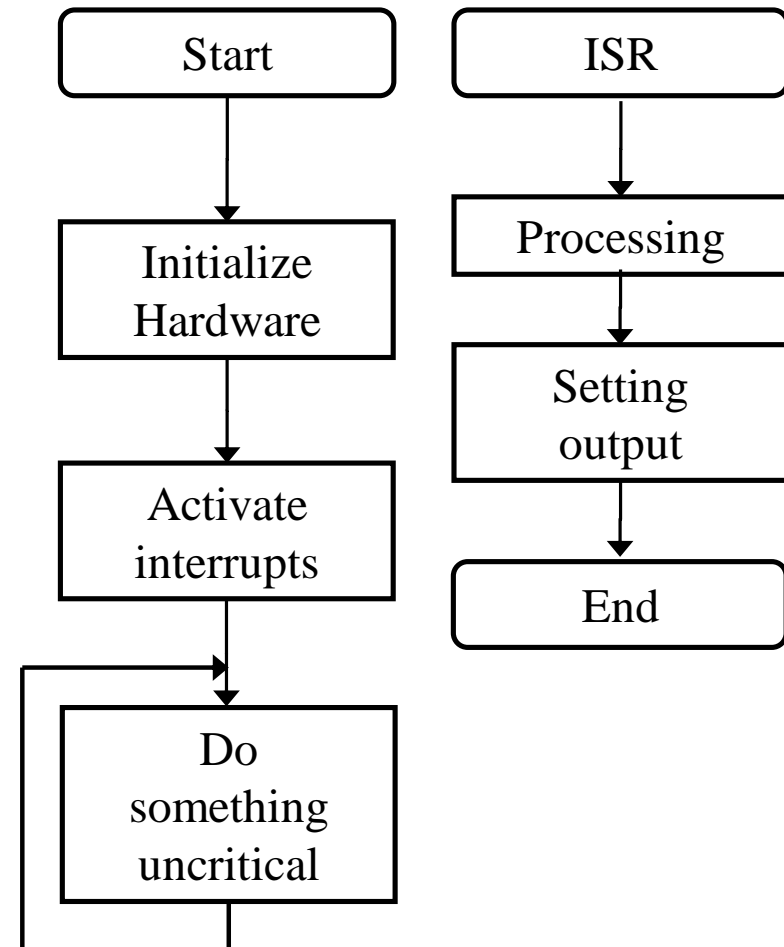 Start
Initialize
Hardware
Activate
interrupts
Do
something
uncritical
ISR
Processing
Setting
output
End